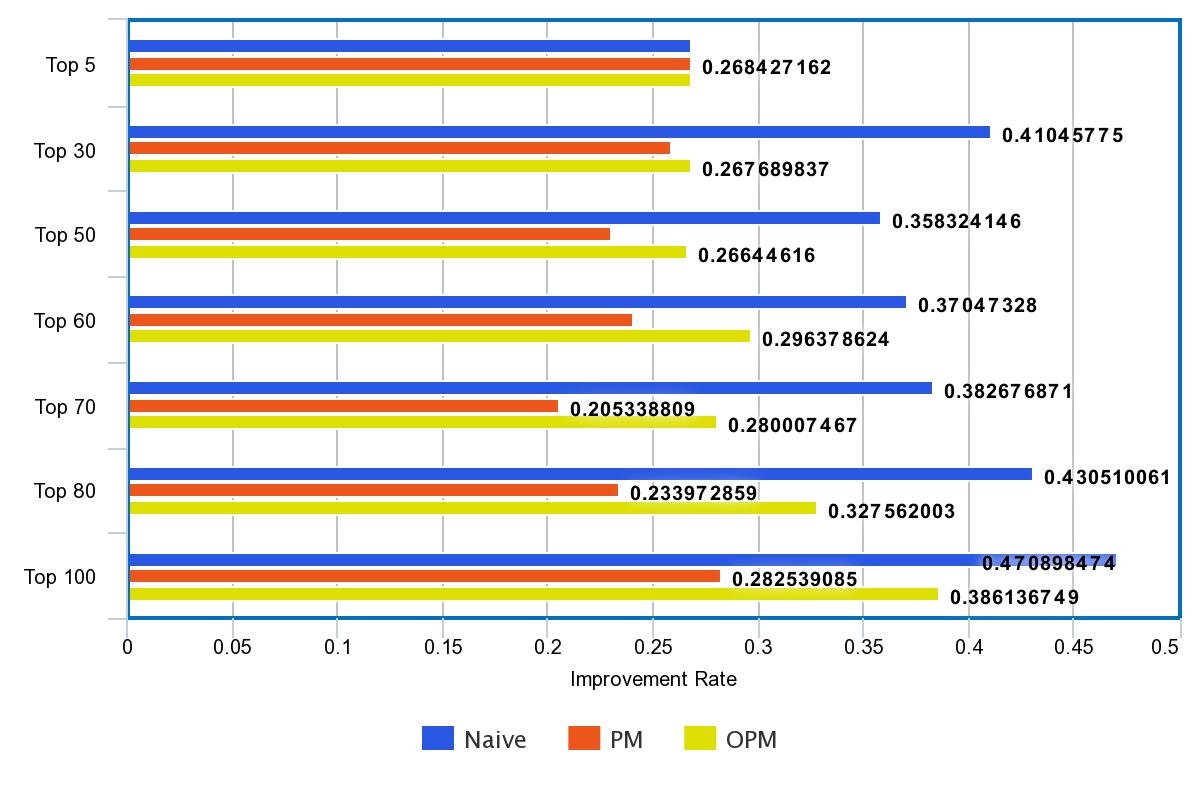 Top 5
0.268427162
Top 30
0.41045775
0.267689837
Top 50
0.358324146
0.26644616
Top 60
0.37047328
0.296378624
Top 70
0.382676871
0.205338809
0.280007467
Top 80
0.430510061
0.233972859
0.327562003
Top 100
0.470898474
0.282539085
0.386136749
0 0.05 0.1 0.15 0.2 0.25 0.3 0.35 0.4 0.45 0.5
Improvement Rate
Naive PM OPM